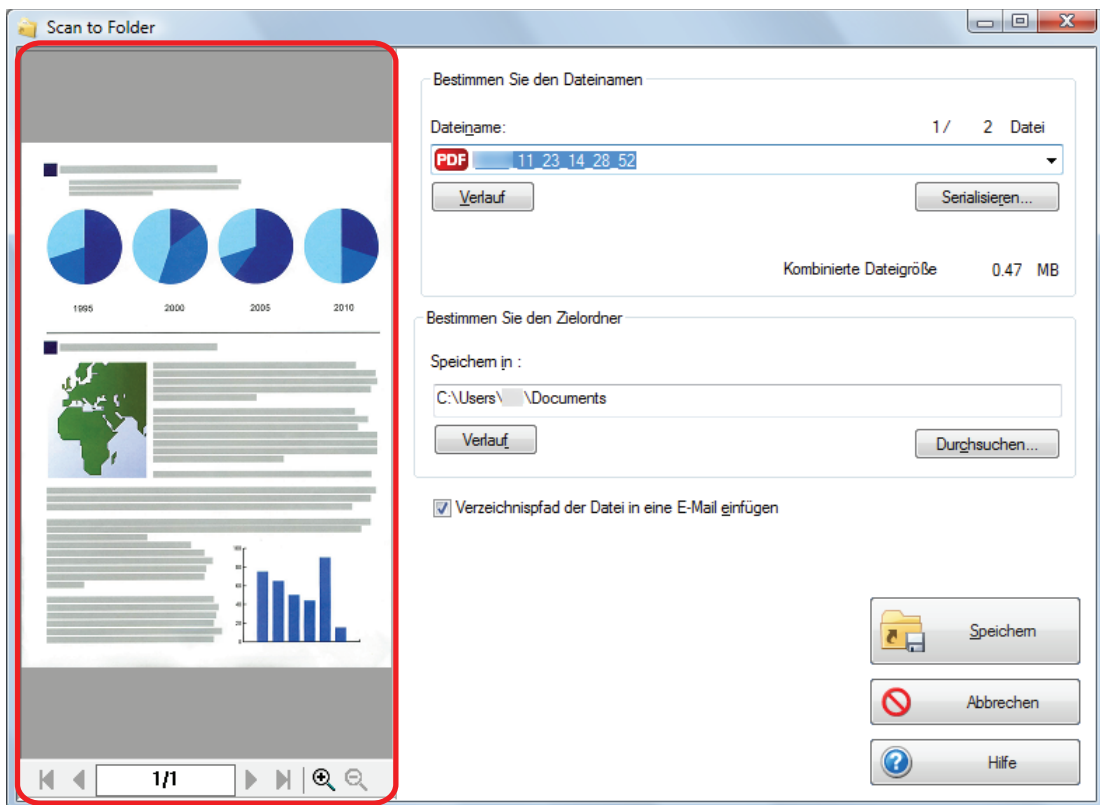 Scan to Folder
Bestimmen Sie den Dateinamen
Dateiname: 1 / 2 Datei
PDF 11_23_14_28_52
Verlauf Serialisieren...
Kombinierte Dateigröße 0.47 MB
1995 2000 2005 2010
Bestimmen Sie den Zielordner
Speichern in :
C:\Users\ \Documents
Verlauf Durchsuchen...
Verzeichnispfad der Datei in eine E-Mail einfügen
Speichern
Abbrechen
Hilfe
1/1